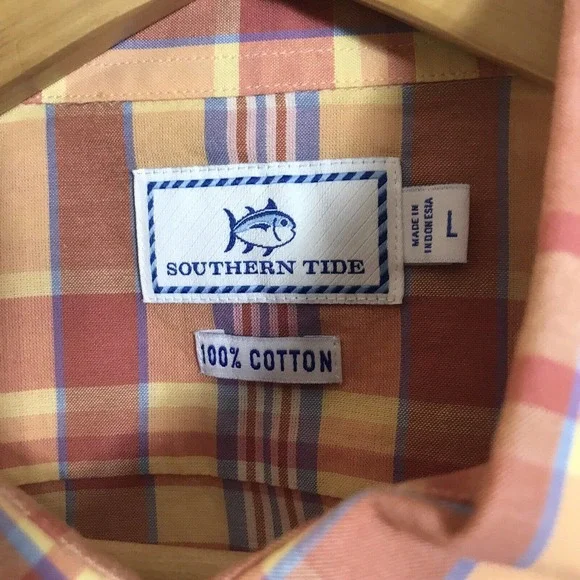 SOUTHERN TIDE
MADE IN
INDONESIA
L
100% COTTON